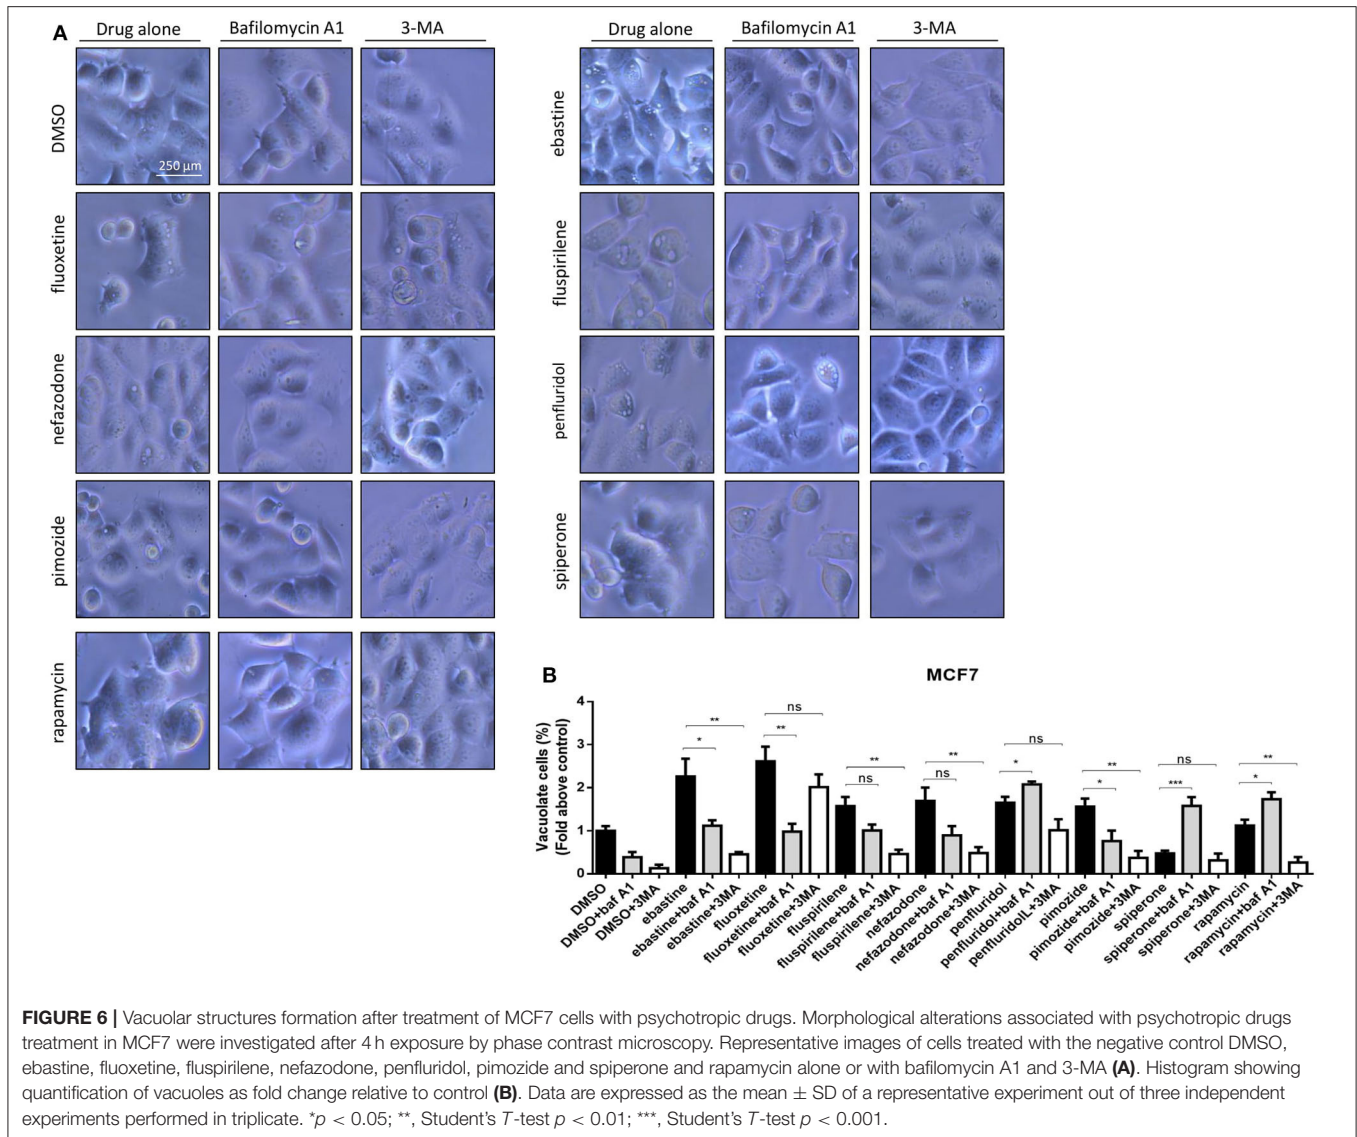 A
Drug alone
Bafilomycin A1
3-MA
DMSO
250 µm
fluoxetine
nefazodone
pimozide
rapamycin
Drug alone
Bafilomycin A1
3-MA
ebastine
fluspirilene
penfluridol
spiperone
B
MCF7
Vacuolate cells (%)
(Fold above control)
4
3
2
1
0
**
*
ns
**
**
ns
**
ns
ns
*
**
*
ns
***
**
*
DMSO
DMSO+baf A1
DMSO+3MA
ebastine
ebastine+baf A1
ebastine+3MA
fluoxetine
fluoxetine+baf A1
fluoxetine+3MA
fluspirilene
fluspirilene+baf A1
fluspirilene+3MA
nefazodone
nefazodone+baf A1
nefazodone+3MA
penfluridol
penfluridol+baf A1
penfluridolL+3MA
pimozide
pimozide+baf A1
pimozide+3MA
spiperone
spiperone+baf A1
spiperone+3MA
rapamycin
rapamycin+baf A1
rapamycin+3MA
FIGURE 6 | Vacuolar structures formation after treatment of MCF7 cells with psychotropic drugs. Morphological alterations associated with psychotropic drugs
treatment in MCF7 were investigated after 4 h exposure by phase contrast microscopy. Representative images of cells treated with the negative control DMSO,
ebastine, fluoxetine, fluspirilene, nefazodone, penfluridol, pimozide and spiperone and rapamycin alone or with bafilomycin A1 and 3-MA (A). Histogram showing
quantification of vacuoles as fold change relative to control (B). Data are expressed as the mean ± SD of a representative experiment out of three independent
experiments performed in triplicate. *p < 0.05; **, Student's T-test p < 0.01; ***, Student's T-test p < 0.001.